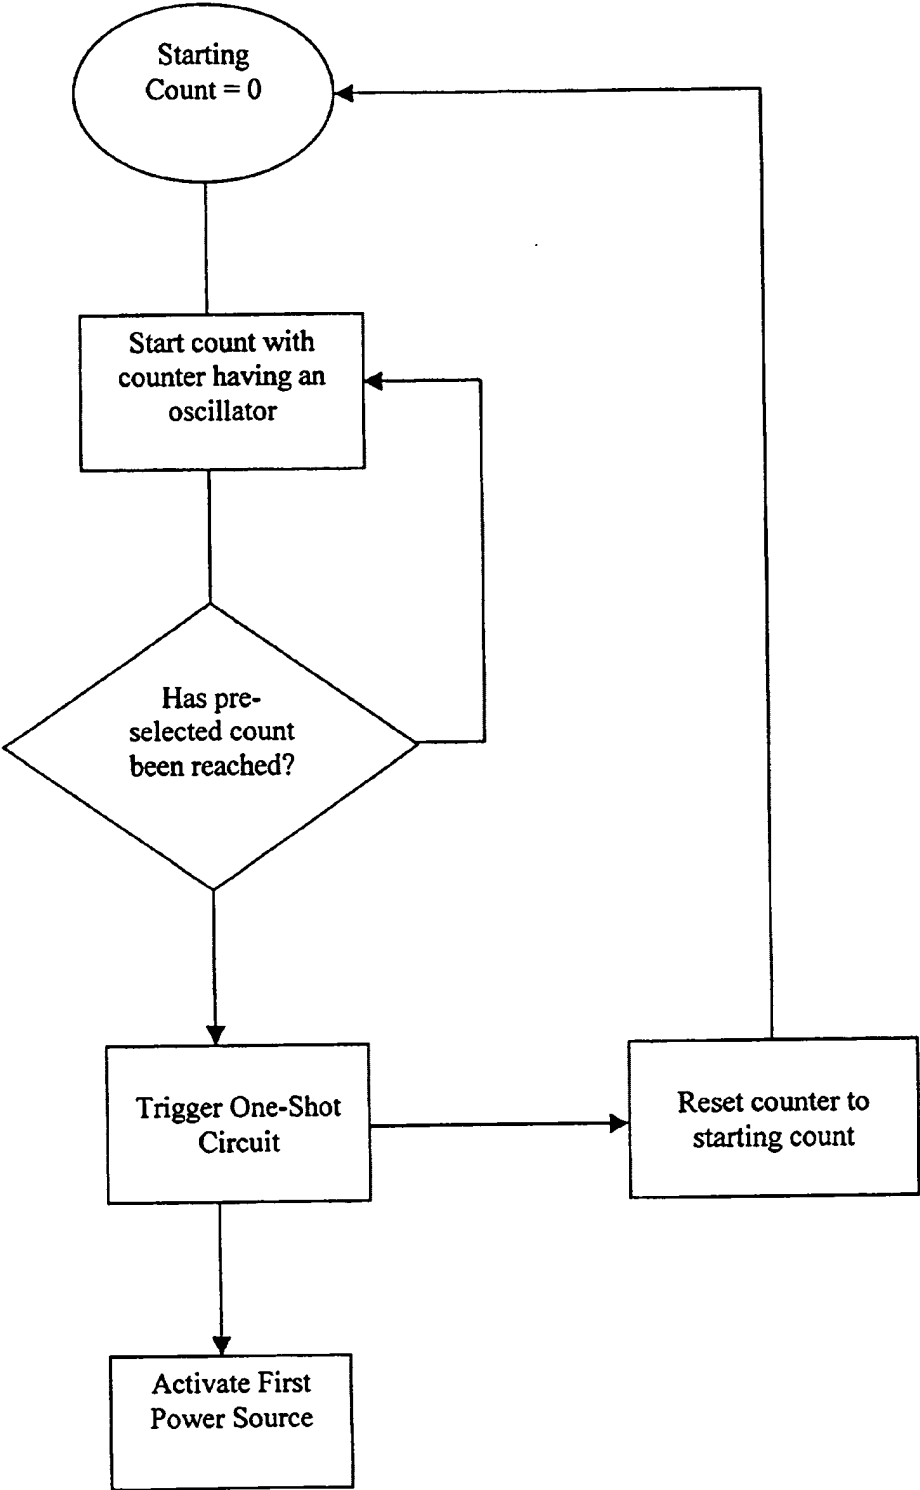 Starting
Count = 0
Start count with
counter having an
oscillator
Has pre-
selected count
been reached?
Trigger One-Shot
Circuit
Reset counter to
starting count
Activate First
Power Source